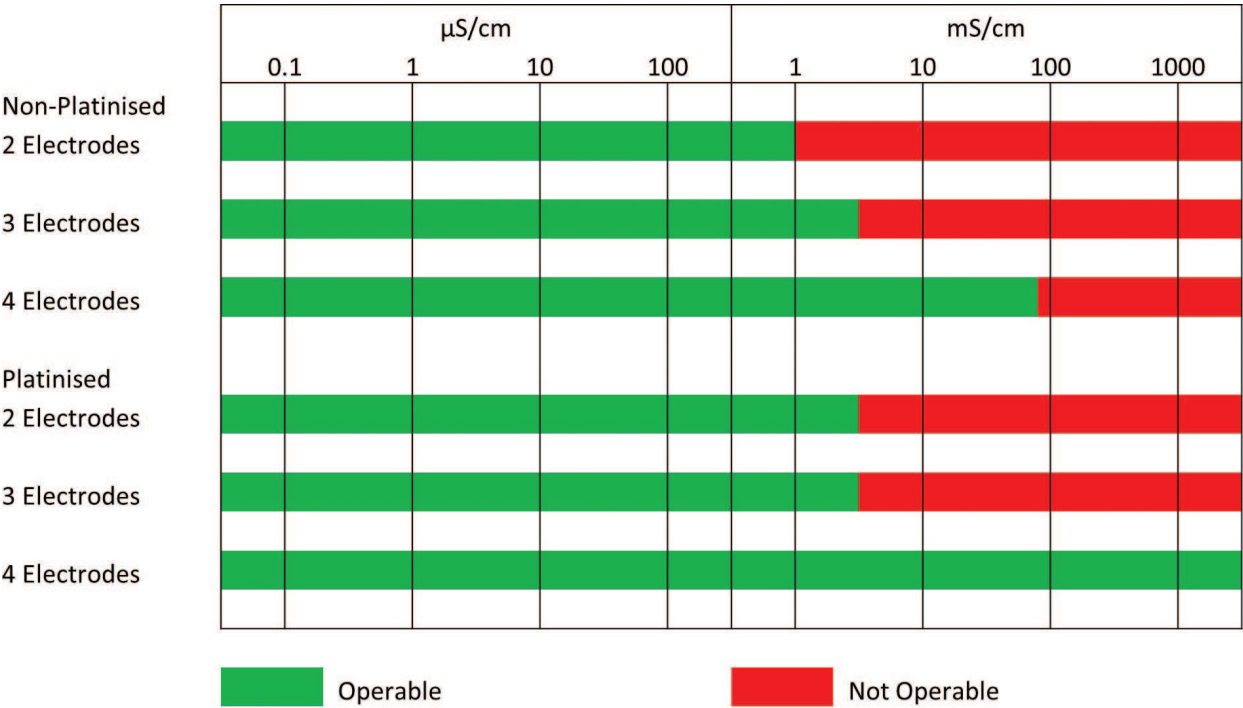 µS/cm mS/cm
0.1 1 10 100 1 10 100 1000
Non-Platinised
2 Electrodes
3 Electrodes
4 Electrodes
Platinised
2 Electrodes
3 Electrodes
4 Electrodes
Operable Not Operable